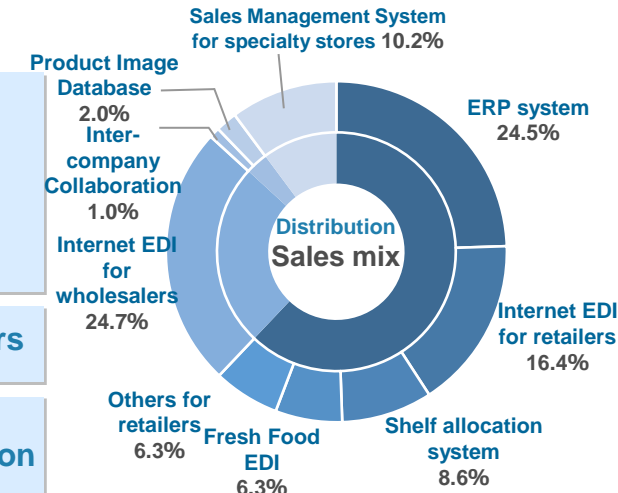 Sales Management System
for specialty stores 10.2%
Product Image
Database
2.0%
Inter-
company
Collaboration
1.0%
Internet EDI
for
wholesalers
24.7%
Others for
retailers
6.3%
Fresh Food
EDI
6.3%
Shelf allocation
system
8.6%
Internet EDI
for retailers
16.4%
ERP system
24.5%
Distribution
Sales mix
rs
on